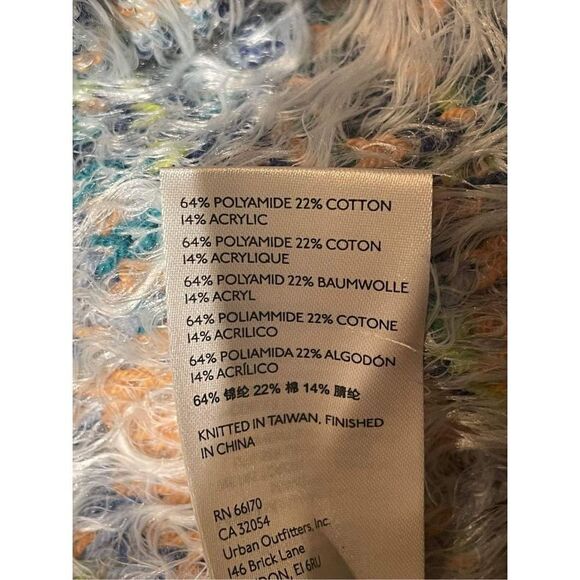 64% POLYAMIDE 22% COTTON
14% ACRYLIC
64% POLYAMIDE 22% COTON
14% ACRYLIQUE
64% POLYAMID 22% BAUMWOLLE
14% ACRYL
64% POLIAMMIDE 22% COTONE
14% ACRILICO
64% POLIAMIDA 22% ALGODÓN
14% ACRÍLICO
64% 锦纶 22% 棉 14% 腈纶
KNITTED IN TAIWAN, FINISHED
IN CHINA
RN 66170
CA 32054
Urban Outfitters, Inc.
146 Brick Lane
E1 6RU